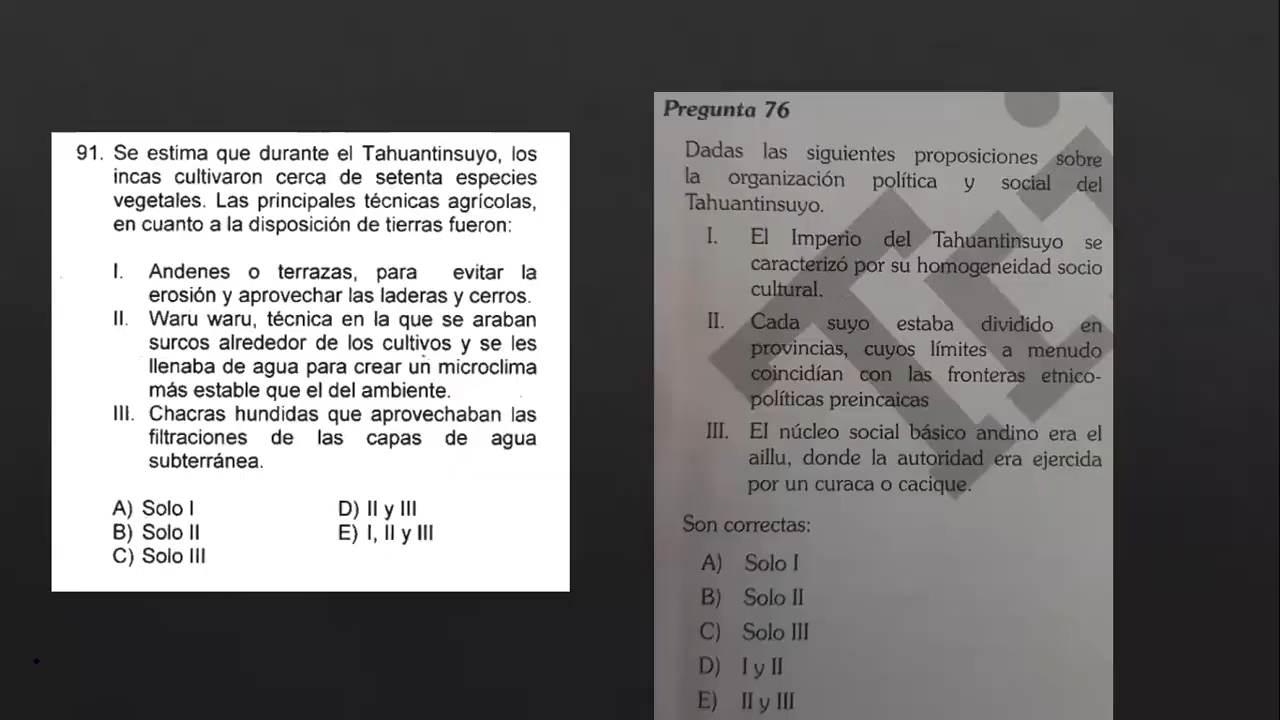 91. Se estima que durante el Tahuantinsuyo, los
incas cultivaron cerca de setenta especies
vegetales. Las principales técnicas agrícolas,
en cuanto a la disposición de tierras fueron:
I. Andenes o terrazas, para evitar la
erosión y aprovechar las laderas y cerros.
II. Waru waru, técnica en la que se araban
surcos alrededor de los cultivos y se les
llenaba de agua para crear un microclima
más estable que el del ambiente.
III. Chacras hundidas que aprovechaban las
filtraciones de las capas de agua
subterránea.
A) Solo I
B) Solo II
C) Solo III
D) II y III
E) I, II y III
Pregunta 76
Dadas las siguientes proposiciones sobre
la organización política y social del
Tahuantinsuyo.
I. El Imperio del Tahuantinsuyo se
caracterizó por su homogeneidad socio
cultural.
II. Cada suyo estaba dividido en
provincias, cuyos límites a menudo
coincidían con las fronteras etnico-
políticas preincaicas
III. El núcleo social básico andino era el
aillu, donde la autoridad era ejercida
por un curaca o cacique.
Son correctas:
A) Solo I
B) Solo II
C) Solo III
D) I y II
E) II y III